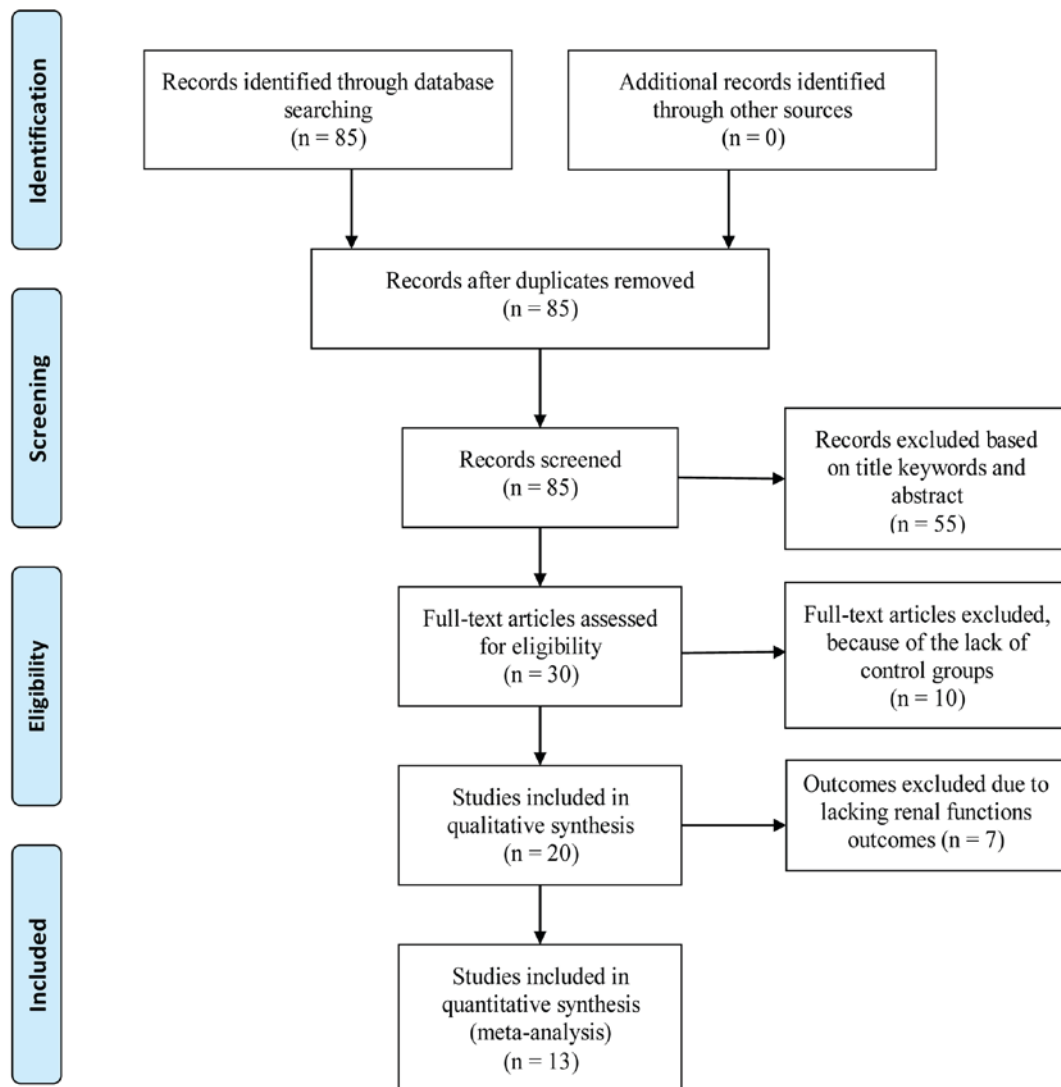 Identification
Records identified through database
searching
(n = 85)
Additional records identified
through other sources
(n = 0)
Records after duplicates removed
(n = 85)
Screening
Records screened
(n = 85)
Records excluded based
on title keywords and
abstract
(n = 55)
Eligibility
Full-text articles assessed
for eligibility
(n = 30)
Full-text articles excluded,
because of the lack of
control groups
(n = 10)
Studies included in
qualitative synthesis
(n = 20)
Outcomes excluded due to
lacking renal functions
outcomes (n = 7)
Included
Studies included in
quantitative synthesis
(meta-analysis)
(n = 13)